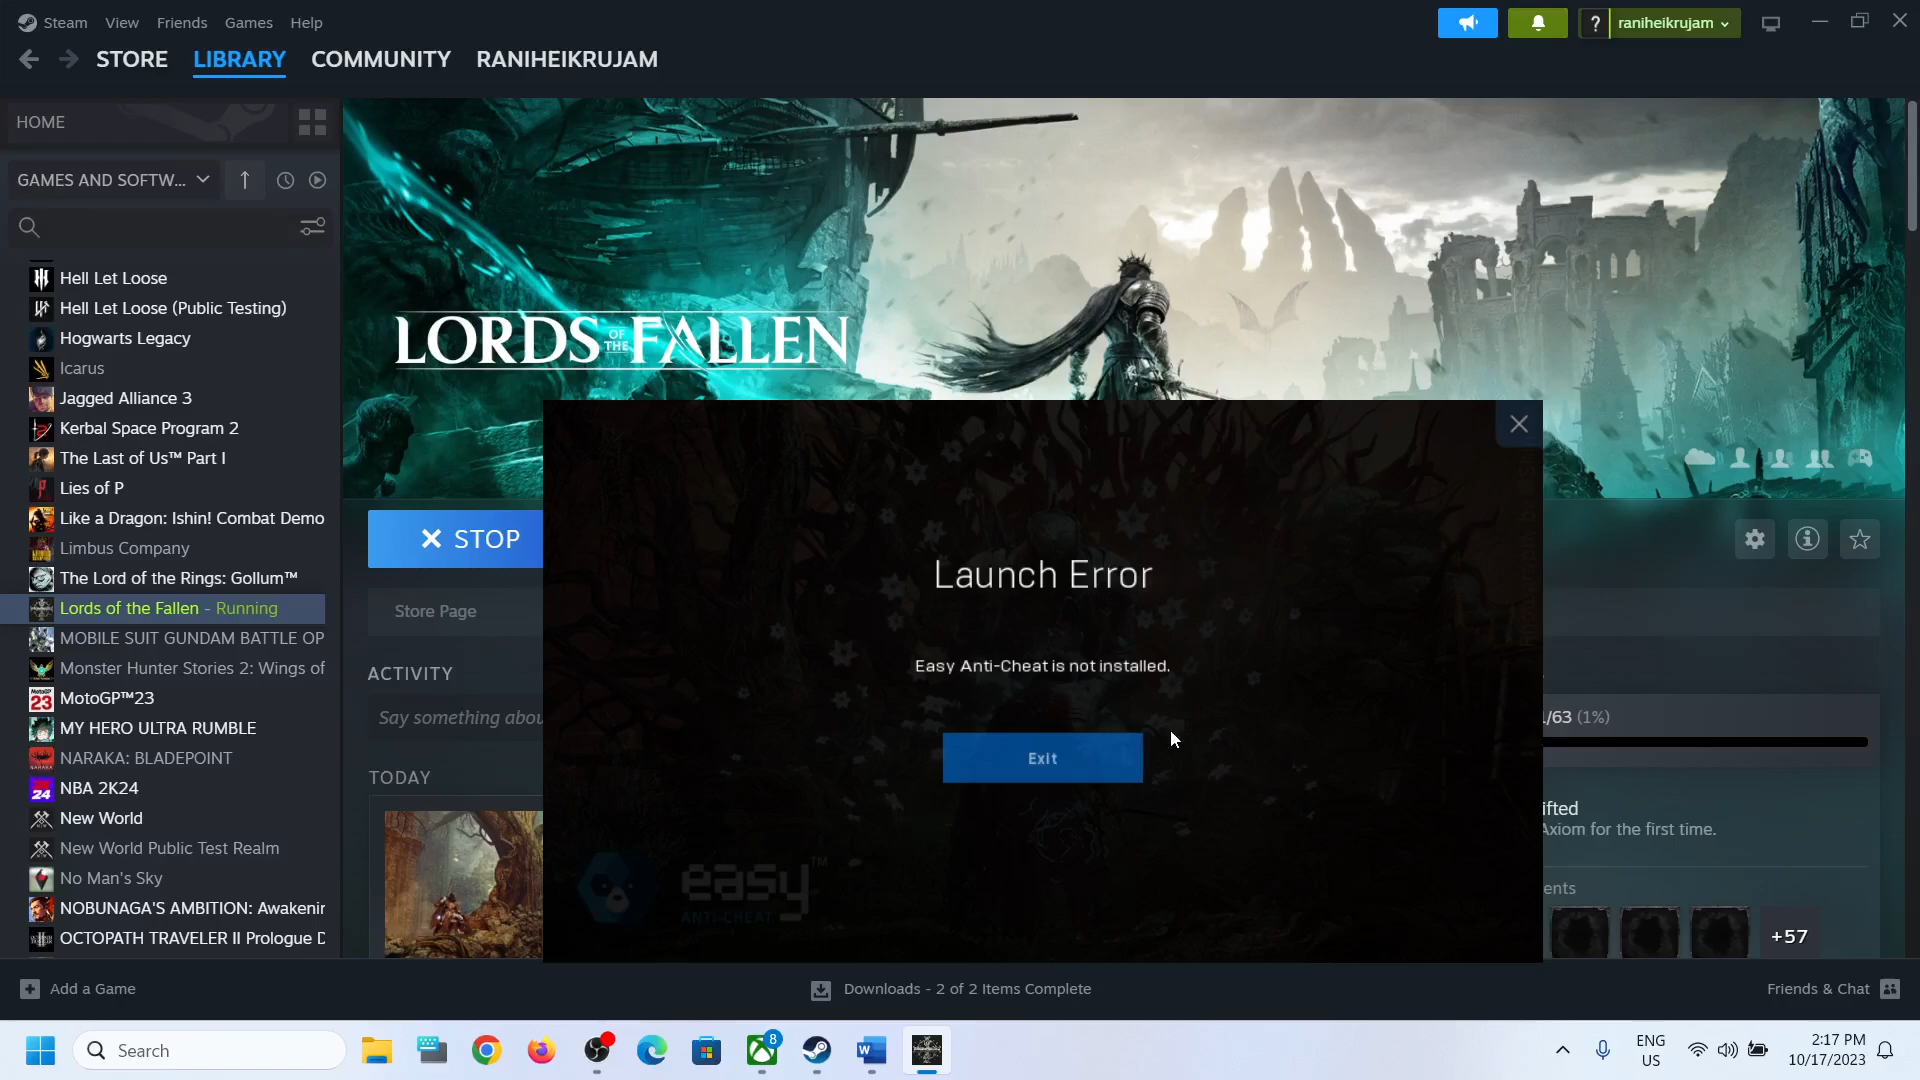 Steam View Friends Games Help
? raniheikrujam
STORE LIBRARY COMMUNITY RANIHEIKRUJAM
HOME
GAMES AND SOFTW...
Hell Let Loose
Hell Let Loose (Public Testing)
Hogwarts Legacy
Icarus
Jagged Alliance 3
Kerbal Space Program 2
The Last of Us™ Part I
Lies of P
Like a Dragon: Ishin! Combat Demo
Limbus Company
The Lord of the Rings: Gollum™
Lords of the Fallen - Running
MOBILE SUIT GUNDAM BATTLE OP
Monster Hunter Stories 2: Wings of
MotoGP™23
MY HERO ULTRA RUMBLE
NARAKA: BLADEPOINT
NBA 2K24
New World
New World Public Test Realm
No Man's Sky
NOBUNAGA'S AMBITION: Awakenir
OCTOPATH TRAVELER II Prologue D
LORDS OF THE FALLEN
STOP
Store Page
ACTIVITY
Say something abou
TODAY
Launch Error
Easy Anti-Cheat is not installed.
Exit
easy™
ANTI-CHEAT
/63 (1%)
ifted
Axiom for the first time.
ents
+57
Add a Game
Downloads - 2 of 2 Items Complete
Friends & Chat
Search
8
ENG
US
2:17 PM
10/17/2023